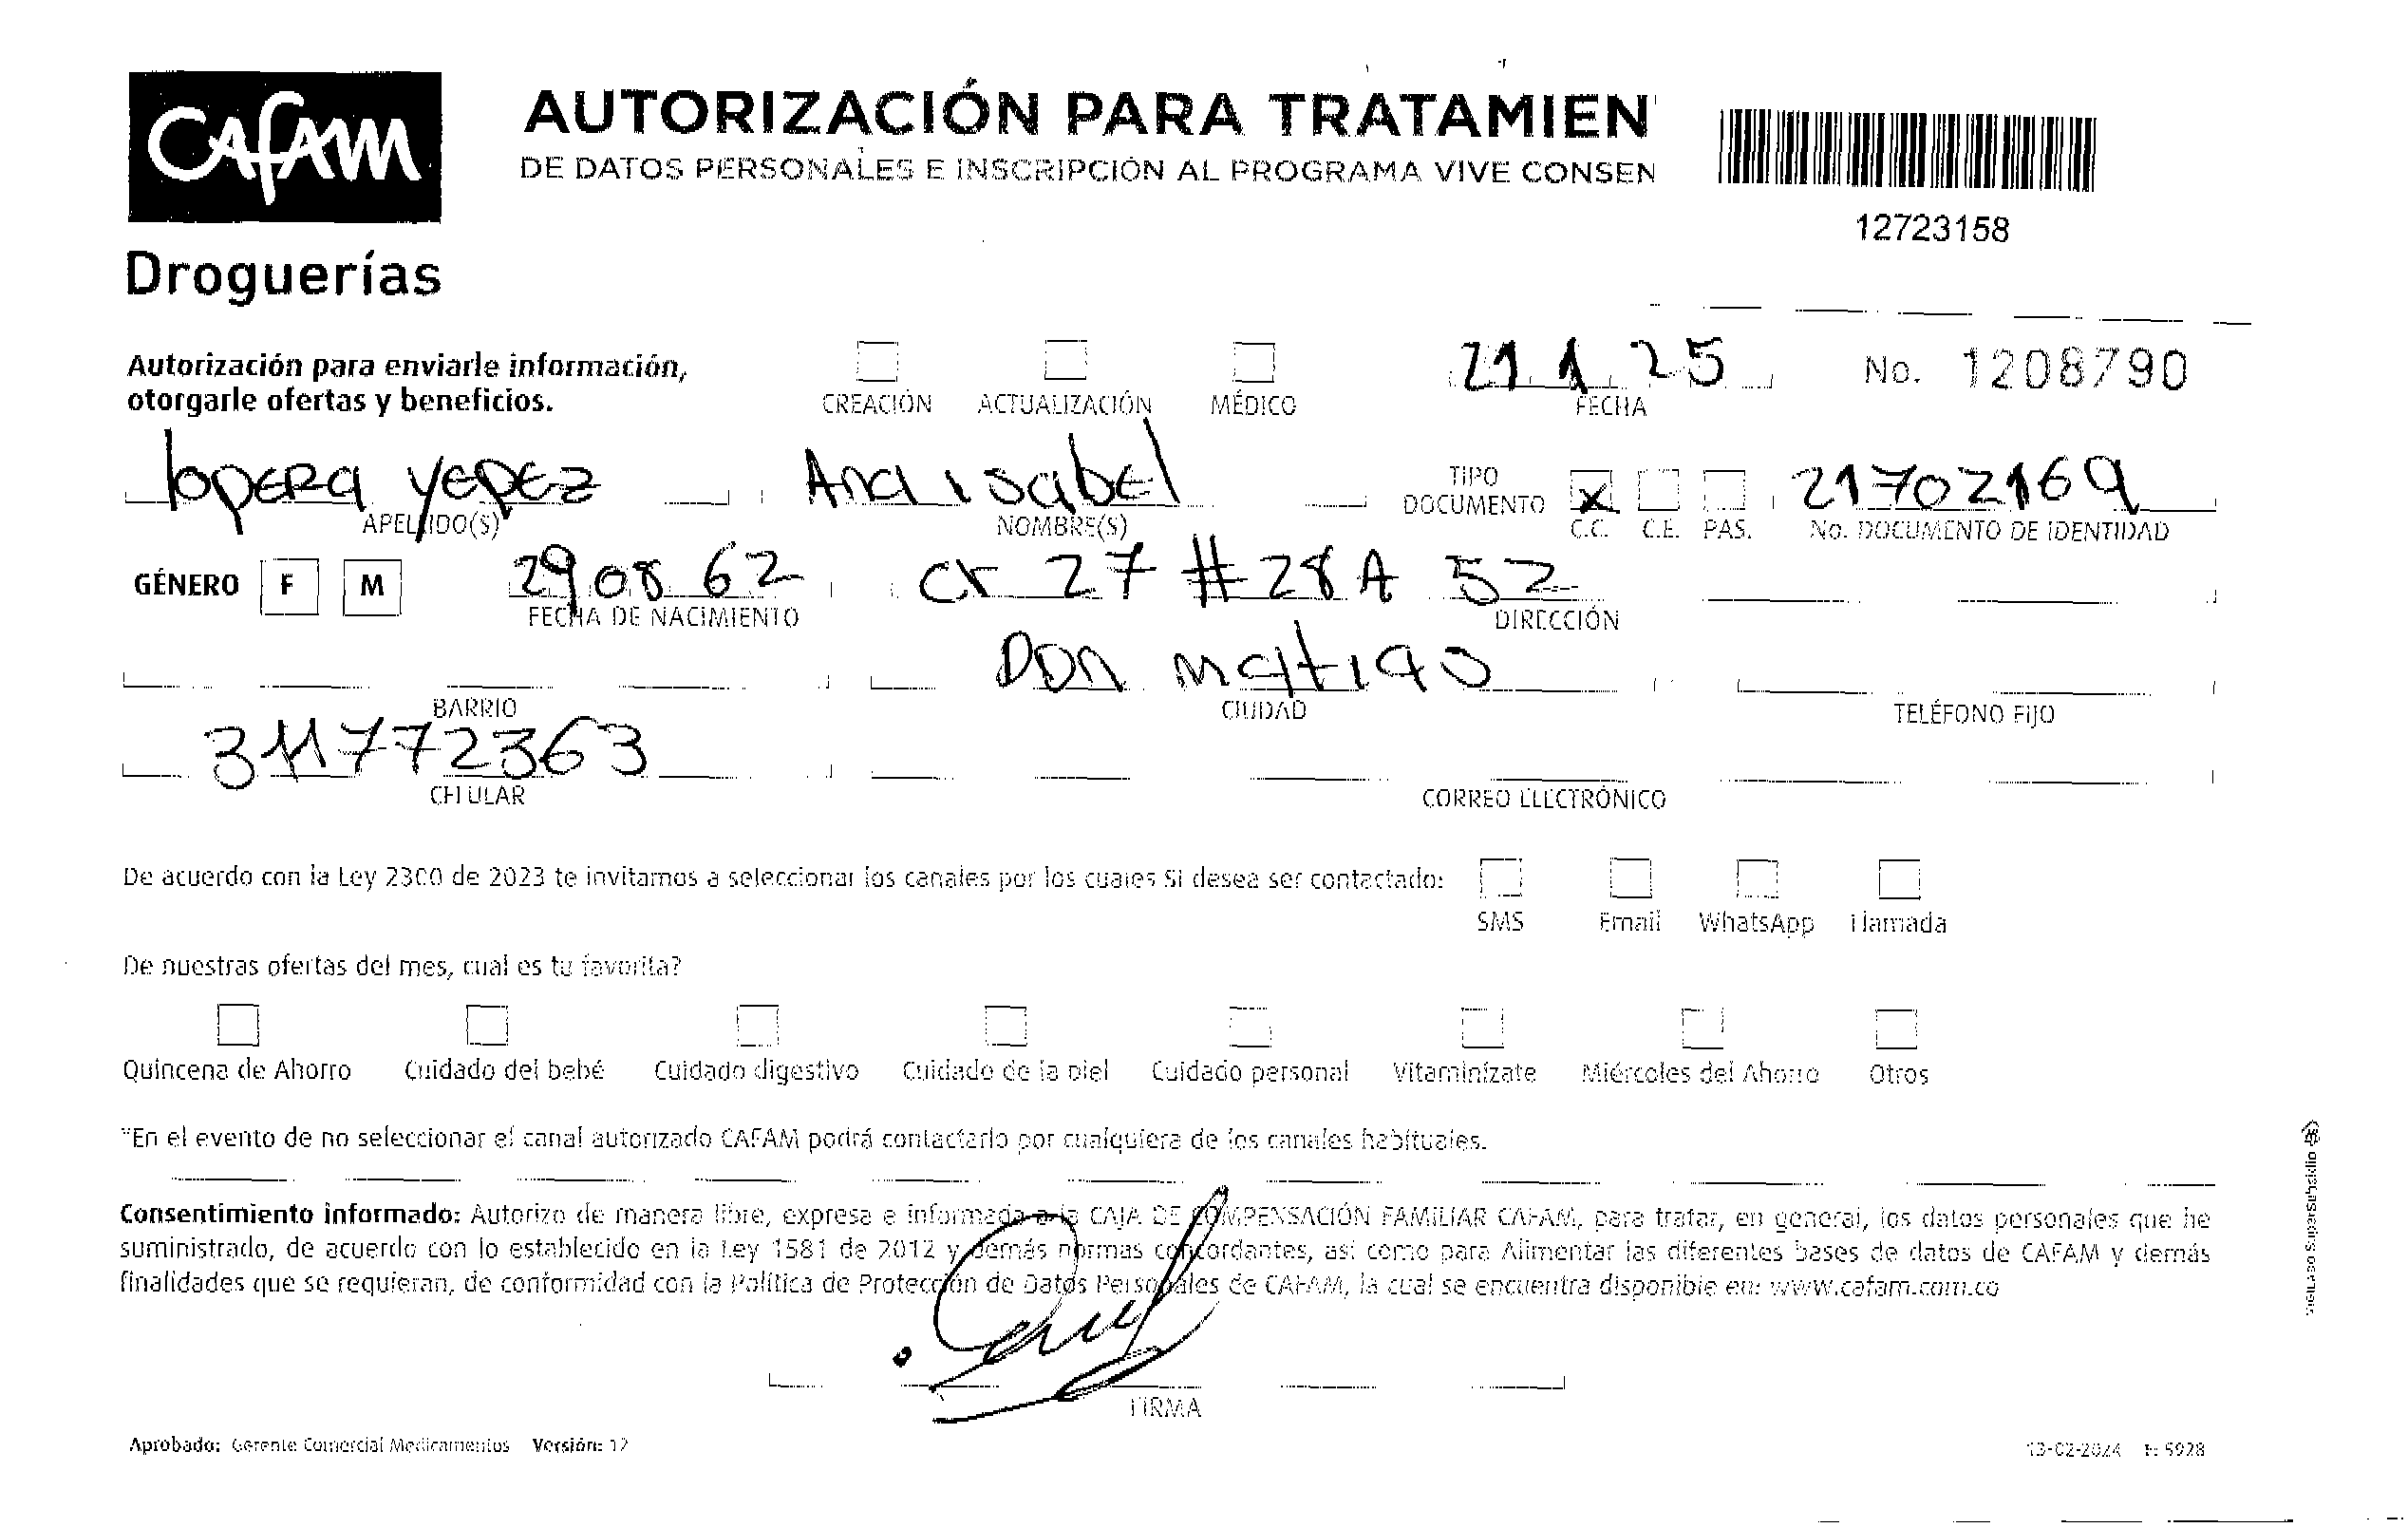 Cafam
AUTORIZACIÓN PARA TRATAMIEN
DE DATOS PERSONALES E INSCRIPCIÓN AL PROGRAMA VIVE CONSEN
12723158
Droguerías
Autorización para enviarle información,
otorgarle ofertas y beneficios.
CREACIÓN ACTUALIZACIÓN MÉDICO
21 1 25
FECHA
No. 1208790
lopera yepez Ana isabel
APELLIDO(S) NOMBRE(S)
TIPO
DOCUMENTO
X
C.C. C.E. PAS.
21702169
No. DOCUMENTO DE IDENTIDAD
GÉNERO F M
29 08 62 cr 27 # 28 A 52
FECHA DE NACIMIENTO DIRECCIÓN
Don matias
BARRIO CIUDAD TELÉFONO FIJO
311772363
CELULAR CORREO ELECTRÓNICO
De acuerdo con la Ley 2300 de 2023 te invitamos a seleccionar los canales por los cuales Si desea ser contactado:
SMS Email WhatsApp Llamada
De nuestras ofertas del mes, cual es tu favorita?
Quincena de Ahorro Cuidado del bebé Cuidado digestivo Cuidado de la piel Cuidado personal Vitaminízate Miércoles del Ahorro Otros
*En el evento de no seleccionar el canal autorizado CAFAM podrá contactarlo por cualquiera de los canales habituales.
Consentimiento informado: Autorizo de manera libre, expresa e informada a la CAJA DE COMPENSACIÓN FAMILIAR CAFAM, para tratar, en general, los datos personales que he
suministrado, de acuerdo con lo establecido en la Ley 1581 de 2012 y demás normas concordantes, así como para Alimentar las diferentes bases de datos de CAFAM y demás
finalidades que se requieran, de conformidad con la Política de Protección de Datos Personales de CAFAM, la cual se encuentra disponible en: www.cafam.com.co
FIRMA
Aprobado: Gerente Comercial Medicamentos Versión: 12
13-02-2024 F: 5928
VIGILADO Supersubsidio